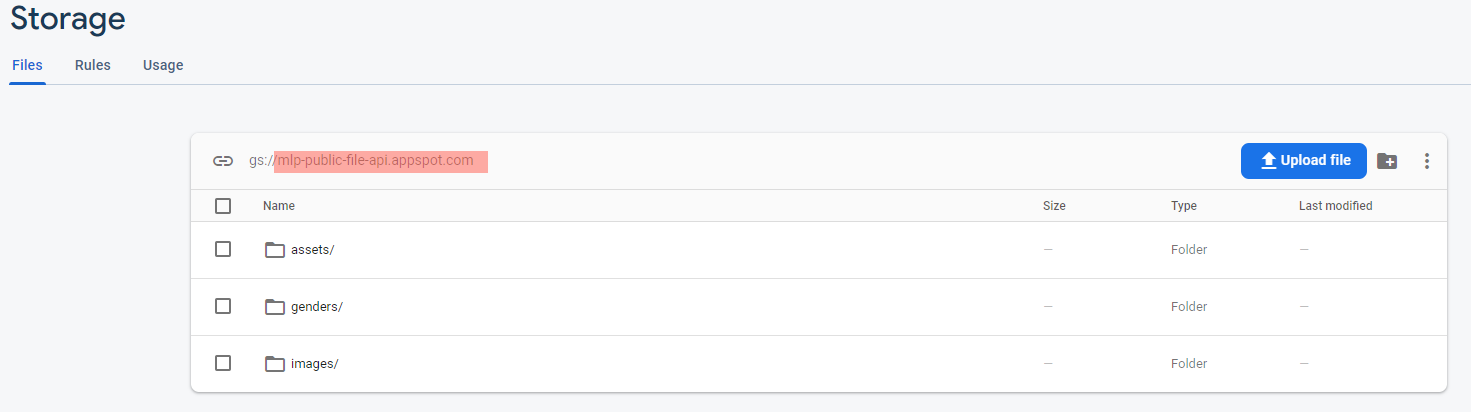 Storage
Files Rules Usage
gs://mlp-public-file-api.appspot.com Upload file
Name Size Type Last modified
assets/ — Folder —
genders/ — Folder —
images/ — Folder —